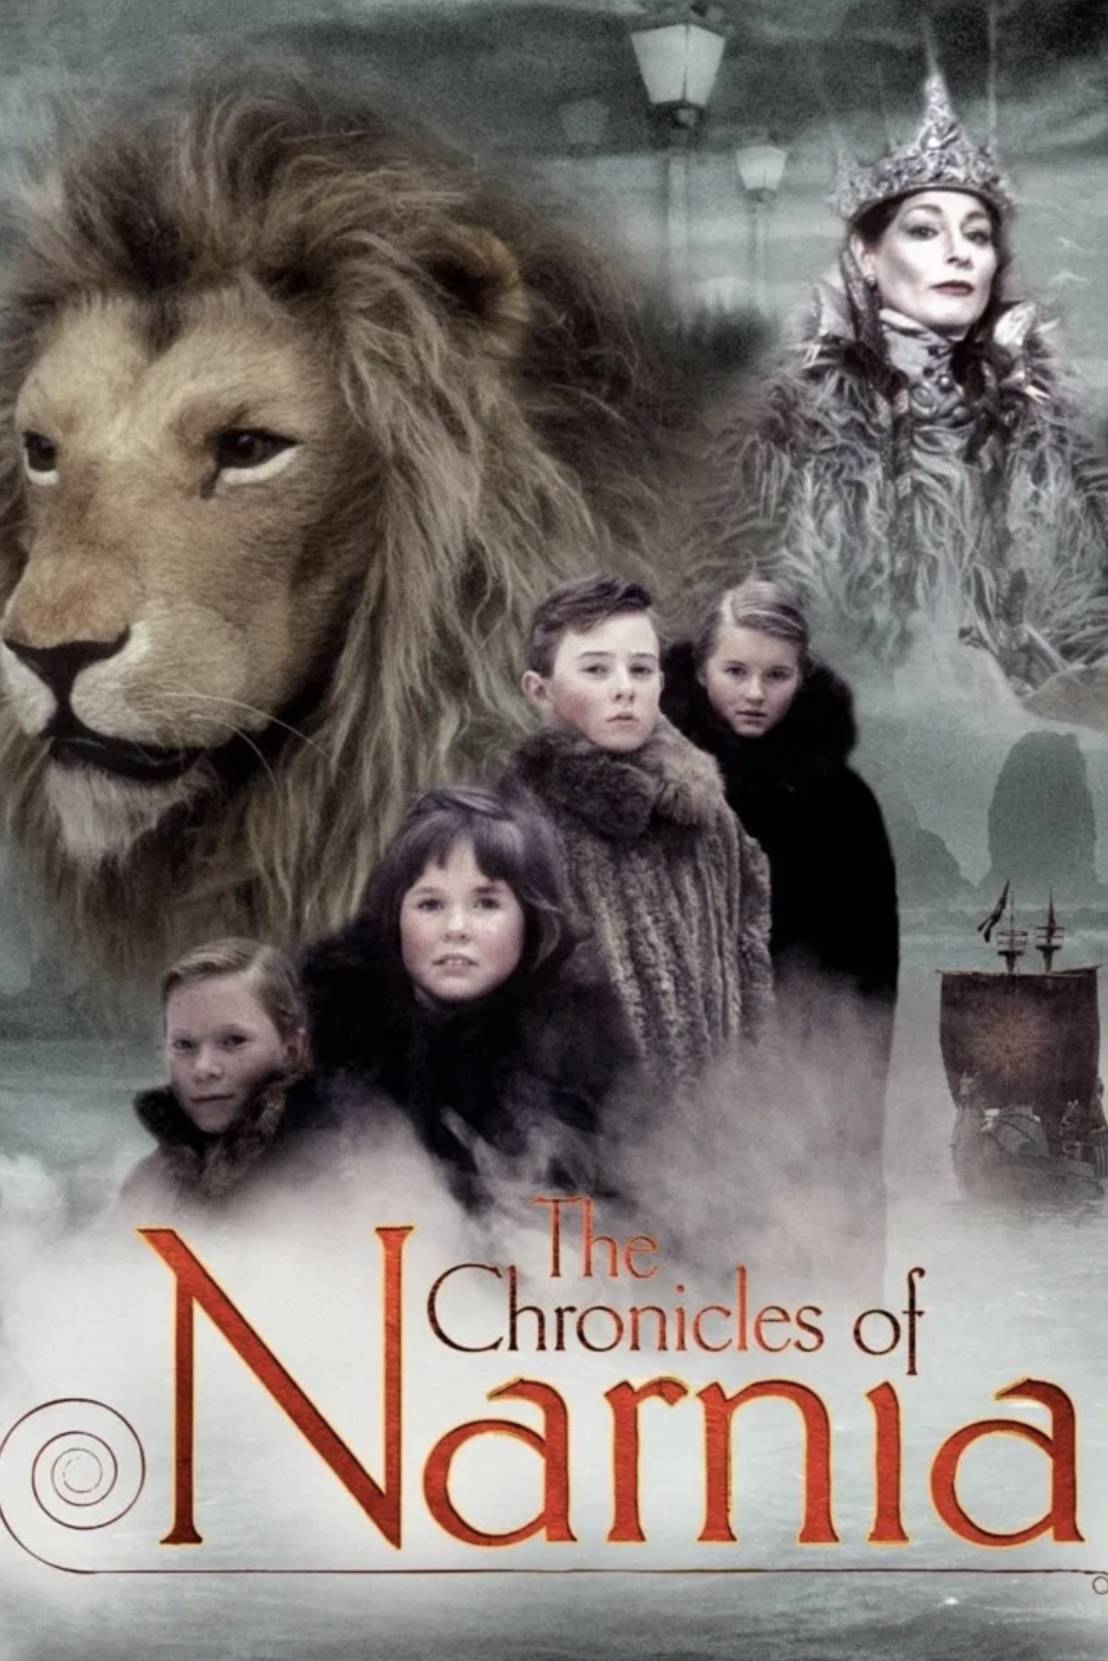 The
Chronicles of
Narnia